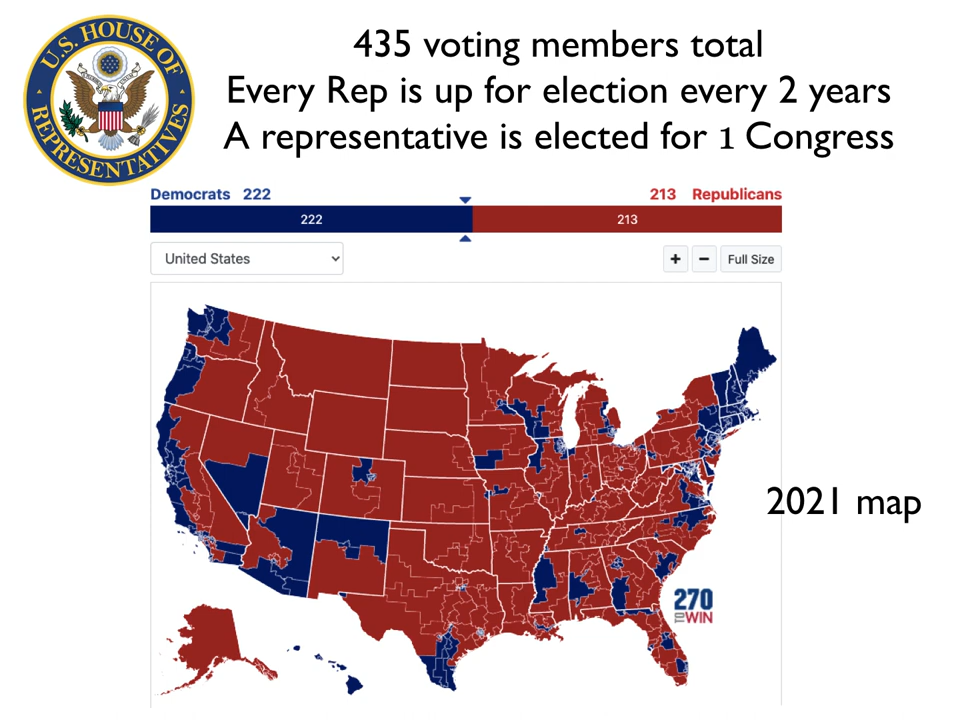 U.S. HOUSE OF
REPRESENTATIVES
435 voting members total
Every Rep is up for election every 2 years
A representative is elected for 1 Congress
Democrats 222
213 Republicans
222
213
United States
+
−
Full Size
2021 map
270
TO WIN